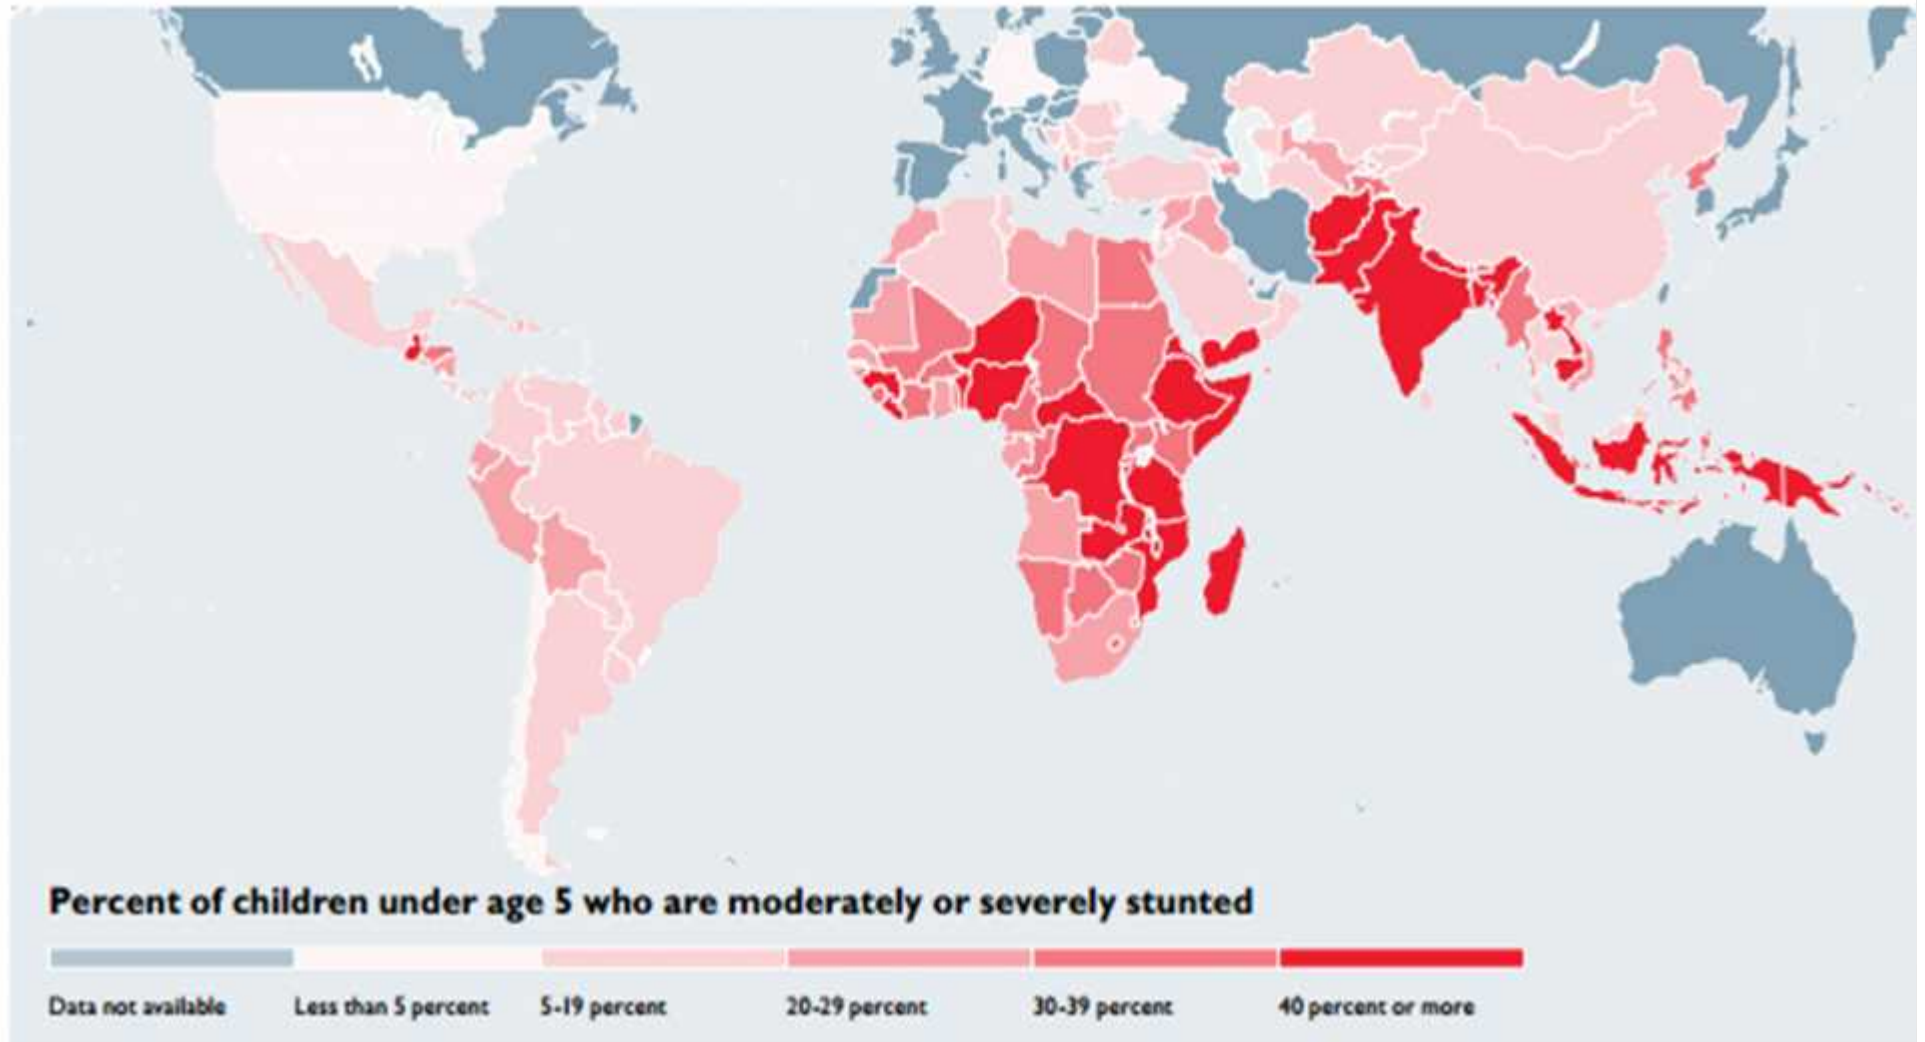 Percent of children under age 5 who are moderately or severely stunted
Data not available
Less than 5 percent
5-19 percent
20-29 percent
30-39 percent
40 percent or more